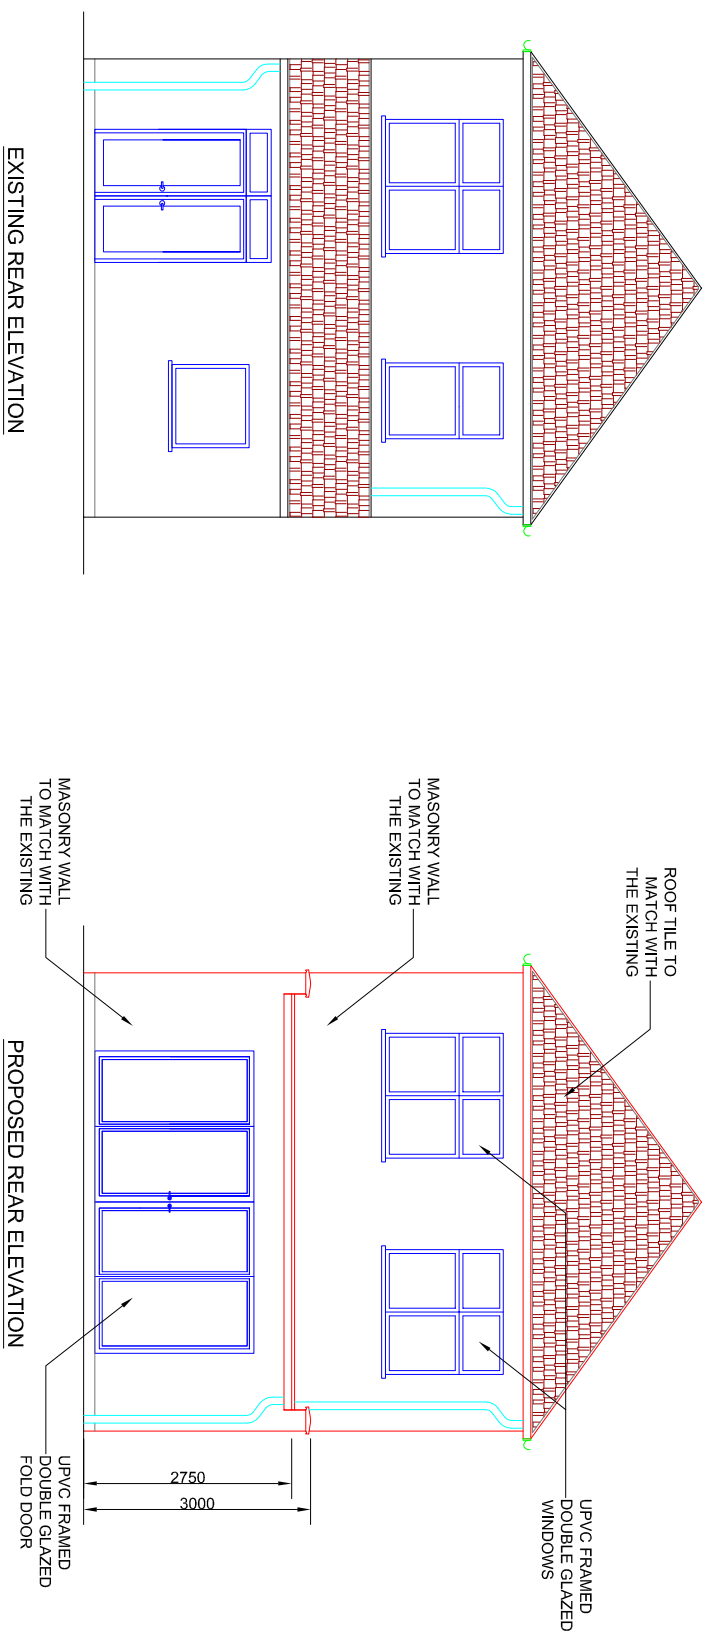 EXISTING REAR ELEVATION
ROOF TILE TO
MATCH WITH
THE EXISTING
MASONRY WALL
TO MATCH WITH
THE EXISTING
MASONRY WALL
TO MATCH WITH
THE EXISTING
UPVC FRAMED
DOUBLE GLAZED
WINDOWS
2750
3000
UPVC FRAMED
DOUBLE GLAZED
FOLD DOOR
PROPOSED REAR ELEVATION